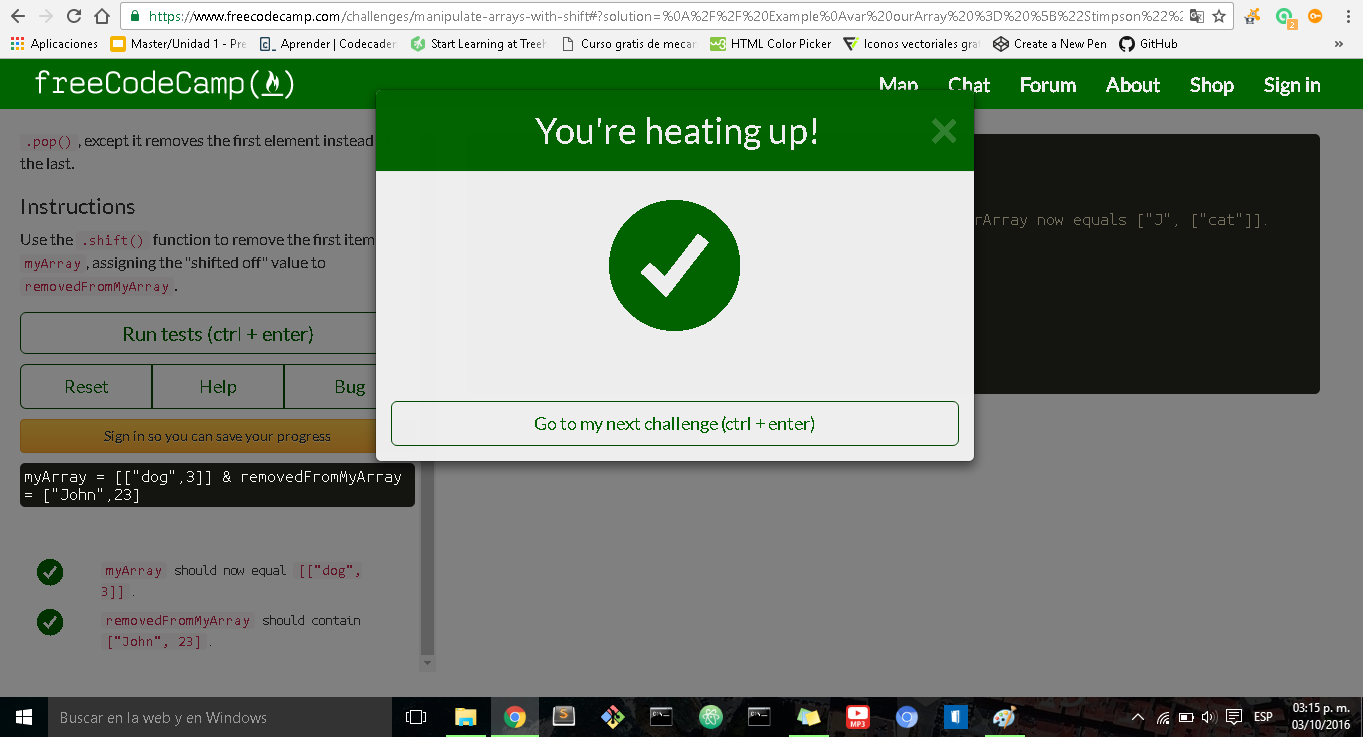 https://www.freecodecamp.com/challenges/manipulate-arrays-with-shift#?solution=%0A%2F%2F%20Example%0Avar%20ourArray%20%3D%20%5B%22Stimpson%22%2
2
Aplicaciones
Master/Unidad 1 - Pre
Aprender | Codecader
Start Learning at Treeh
Curso gratis de mecar
HTML Color Picker
Iconos vectoriales gra
Create a New Pen
GitHub
»
freeCodeCamp
Map
Chat
Forum
About
Shop
Sign in
You're heating up!
.pop() , except it removes the first element instead
the last.
rArray now equals ["J", ["cat"]].
Instructions
Use the .shift() function to remove the first item
myArray , assigning the "shifted off" value to
removedFromMyArray .
Run tests (ctrl + enter)
Reset
Help
Bug
Go to my next challenge (ctrl + enter)
Sign in so you can save your progress
myArray = [["dog",3]] & removedFromMyArray
= ["John",23]
myArray should now equal [["dog",
3]] .
removedFromMyArray should contain
["John", 23] .
Buscar en la web y en Windows
MP3
ESP
03:15 p. m.
03/10/2016